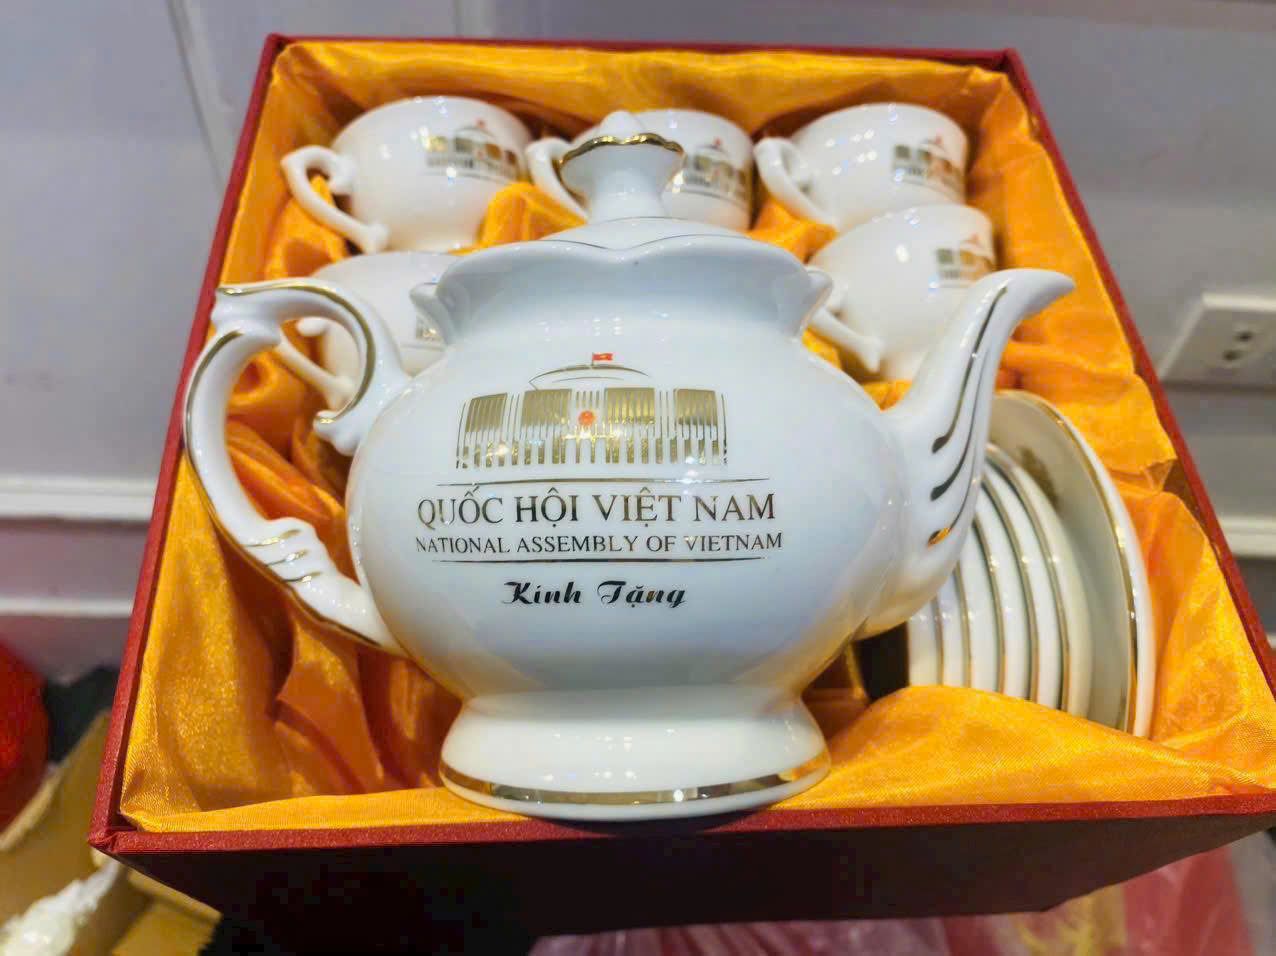 QUỐC HỘI VIỆT NAM
NATIONAL ASSEMBLY OF VIETNAM
Kính Tặng